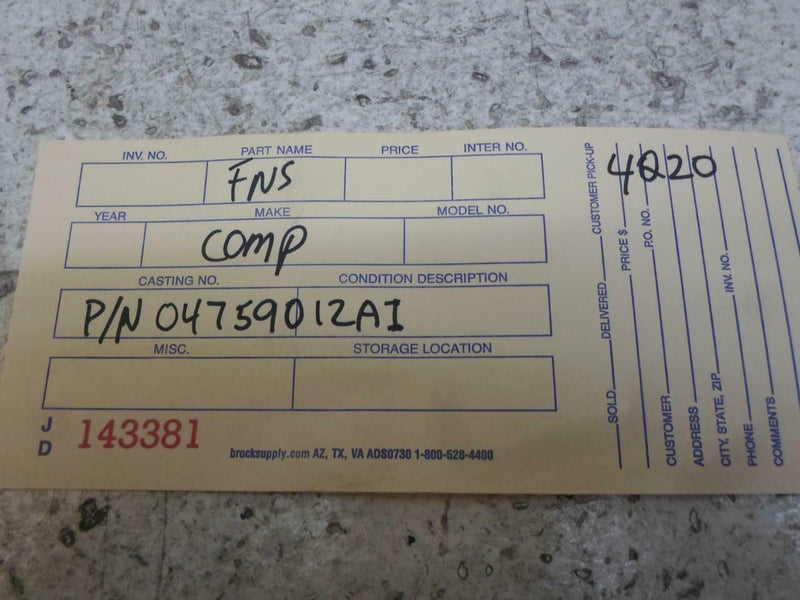 INV. NO. PART NAME PRICE INTER NO.
FNS
YEAR MAKE MODEL NO.
COMP
CASTING NO. CONDITION DESCRIPTION
P/N 04759012AI
MISC. STORAGE LOCATION
J
D
143381
brocksupply.com AZ, TX, VA ADS0730 1-800-528-4400
4020
SOLD DELIVERED CUSTOMER PICK-UP
PRICE $
P.O. NO.
CUSTOMER
ADDRESS
CITY, STATE, ZIP INV. NO.
PHONE
COMMENTS